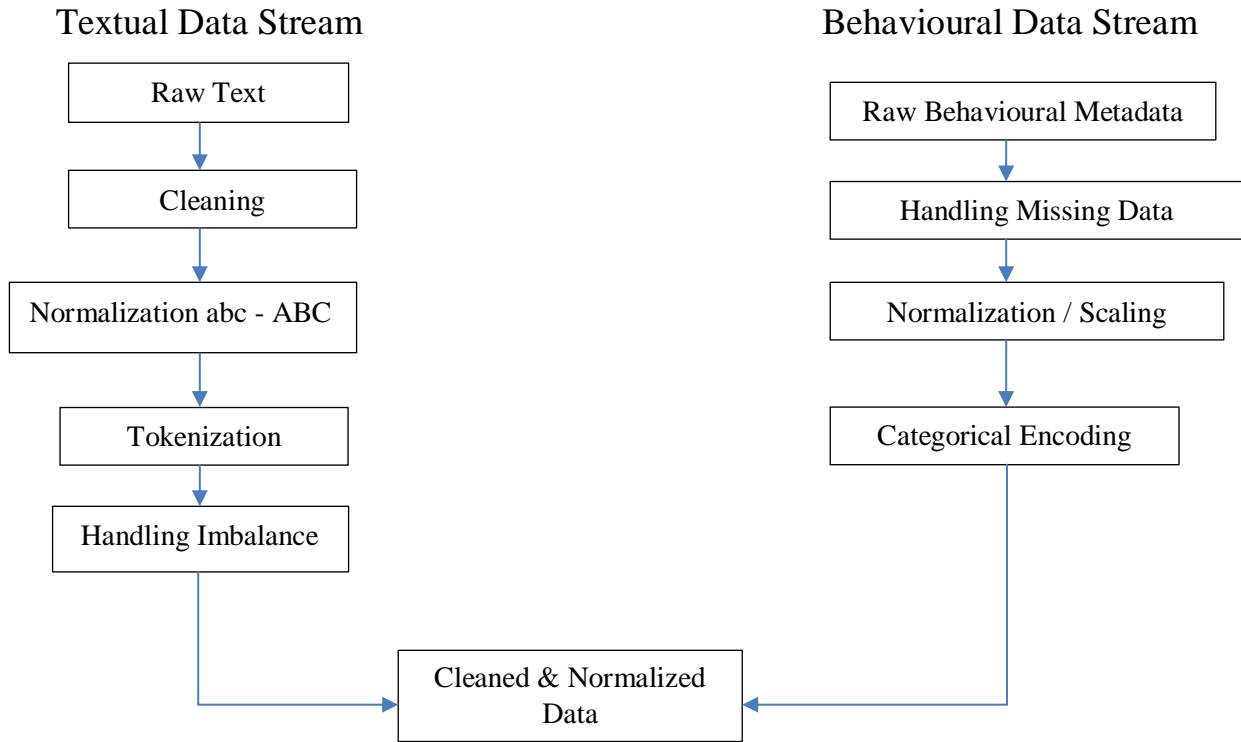 Textual Data Stream
Raw Text
Cleaning
Normalization abc - ABC
Tokenization
Handling Imbalance
Behavioural Data Stream
Raw Behavioural Metadata
Handling Missing Data
Normalization / Scaling
Categorical Encoding
Cleaned & Normalized
Data